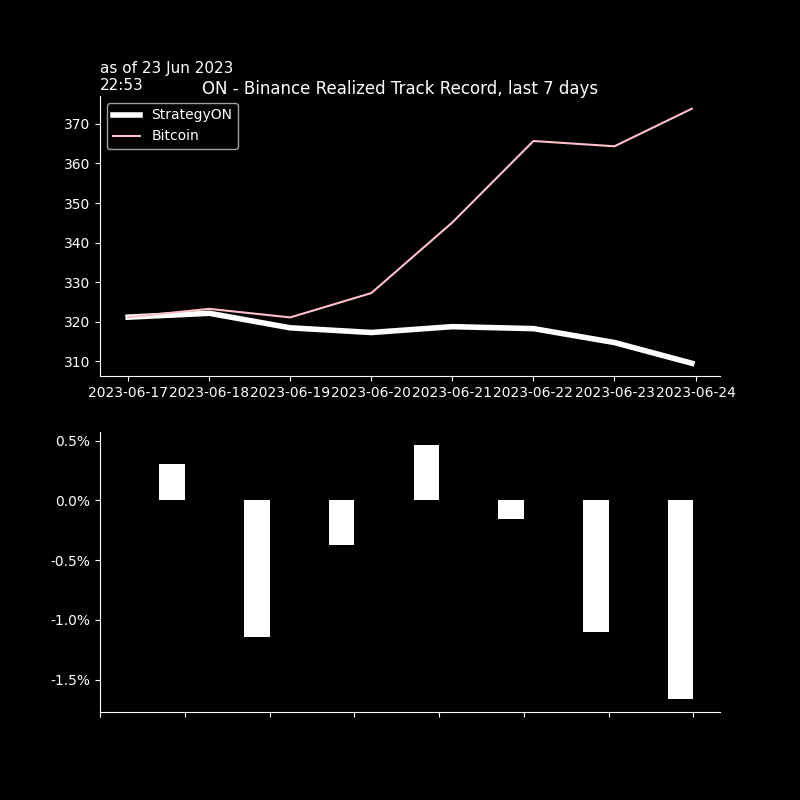 as of 23 Jun 2023
22:53
ON - Binance Realized Track Record, last 7 days
StrategyON
Bitcoin
370
360
350
340
330
320
310
2023-06-17 2023-06-18 2023-06-19 2023-06-20 2023-06-21 2023-06-22 2023-06-23 2023-06-24
0.5%
0.0%
-0.5%
-1.0%
-1.5%